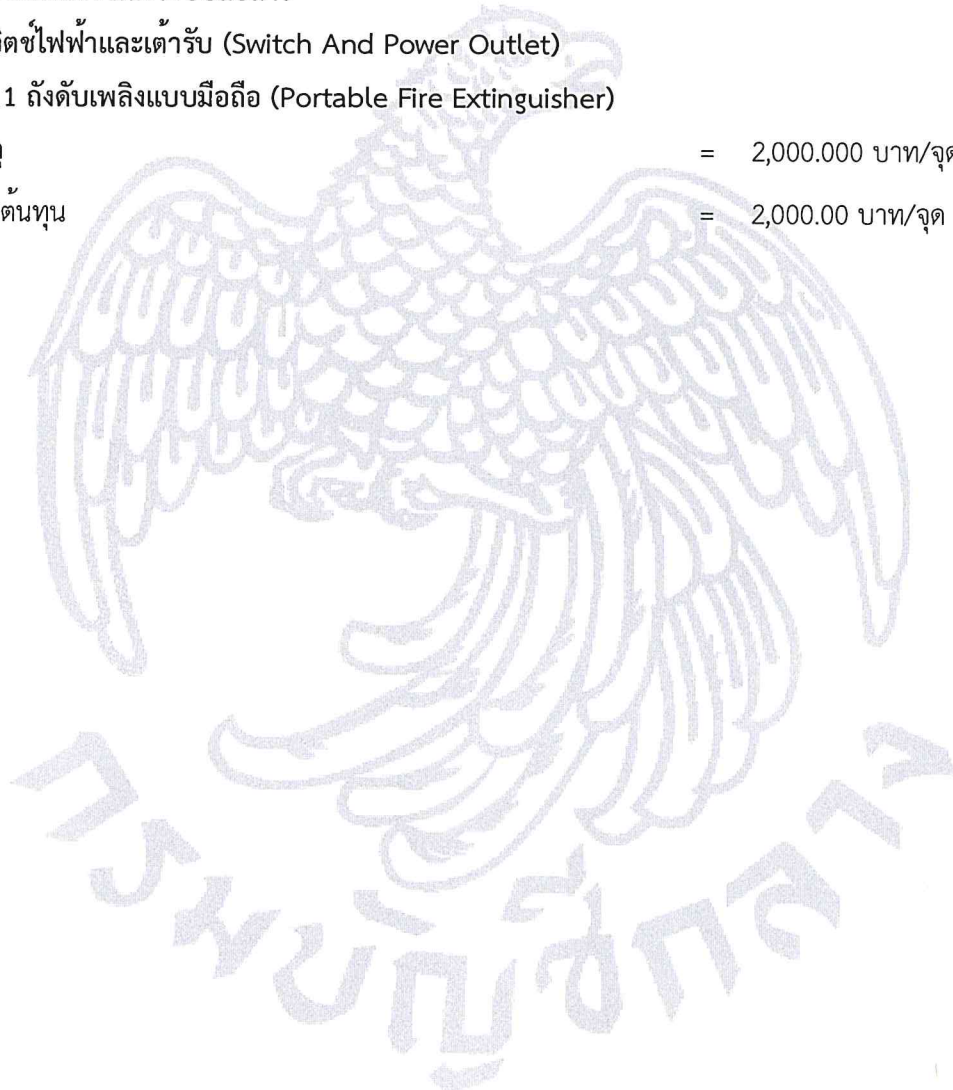 ิตช์ไฟฟ้าและเต้ารับ (Switch And Power Outlet)
1 ถังดับเพลิงแบบมือถือ (Portable Fire Extinguisher)
= 2,000.000 บาท/จุด
ต้นทุน = 2,000.00 บาท/จุด
กรมบัญชีกลาง